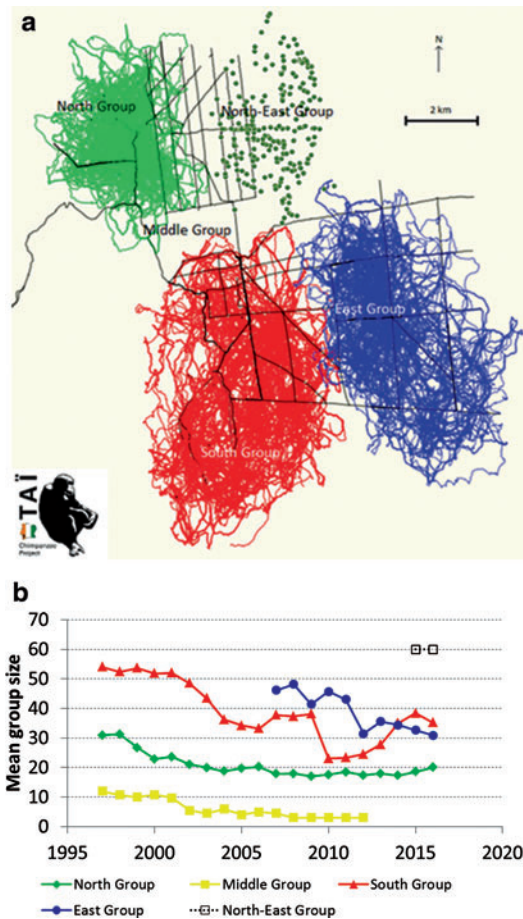 a
N
North Group
North-East Group
2 km
Middle Group
East Group
South Group
TAÏ
Chimpanzee
Project
b
Mean group size
70
60
50
40
30
20
10
0
1995 2000 2005 2010 2015 2020
North Group Middle Group South Group
East Group North-East Group